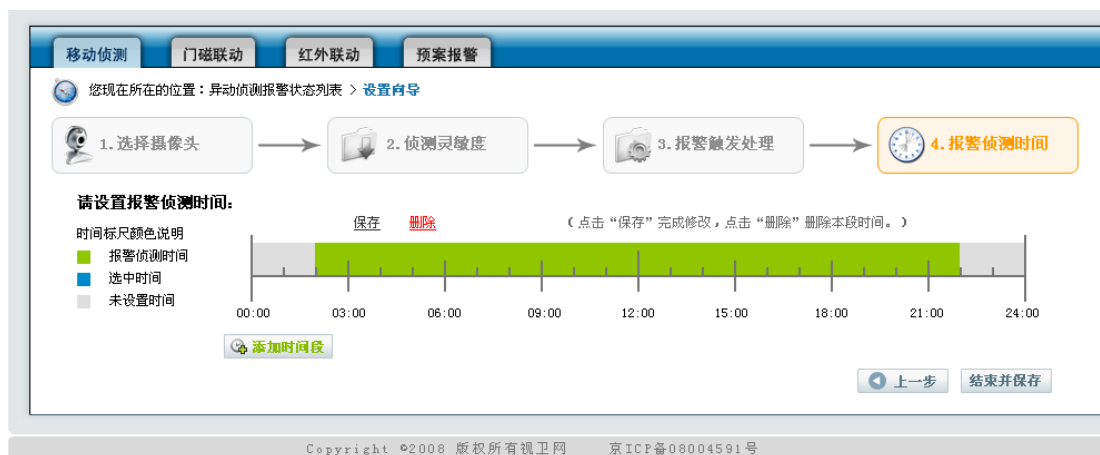 移动侦测 门磁联动 红外联动 预案报警
您现在所在的位置：异动侦测报警状态列表 > 设置向导
1.选择摄像头 2.侦测灵敏度 3.报警触发处理 4.报警侦测时间
请设置报警侦测时间:
保存 删除 (点击“保存”完成修改，点击“删除”删除本段时间。)
时间标尺颜色说明
报警侦测时间
选中时间
未设置时间
00:00 03:00 06:00 09:00 12:00 15:00 18:00 21:00 24:00
添加时间段
上一步 结束并保存
Copyright ©2008 版权所有视卫网 京ICP备08004591号